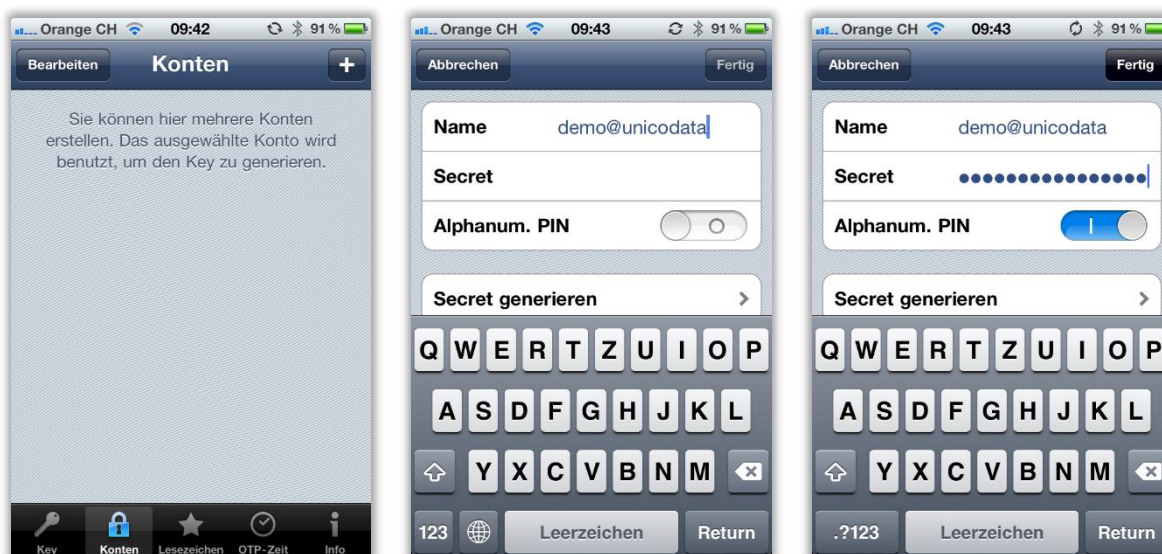 Orange CH 09:42 91 %
Bearbeiten Konten +
Sie können hier mehrere Konten
erstellen. Das ausgewählte Konto wird
benutzt, um den Key zu generieren.
Key Konten Lesezeichen OTP-Zeit Info
Orange CH 09:43 91 %
Abbrechen Fertig
Name demo@unicodata
Secret
Alphanum. PIN
Secret generieren
Q W E R T Z U I O P
A S D F G H J K L
Y X C V B N M
123 Leerzeichen Return
Orange CH 09:43 91 %
Abbrechen Fertig
Name demo@unicodata
Secret ●●●●●●●●●●●●●●●●
Alphanum. PIN
Secret generieren
Q W E R T Z U I O P
A S D F G H J K L
Y X C V B N M
.?123 Leerzeichen Return